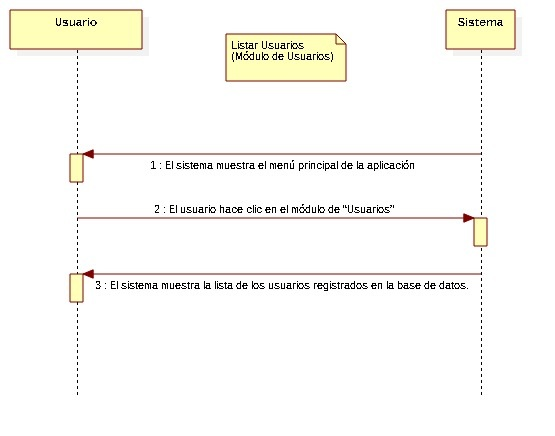 Usuario
Sistema
Listar Usuarios
(Módulo de Usuarios)
1 : El sistema muestra el menú principal de la aplicación
2 : El usuario hace clic en el módulo de “Usuarios”
3 : El sistema muestra la lista de los usuarios registrados en la base de datos.